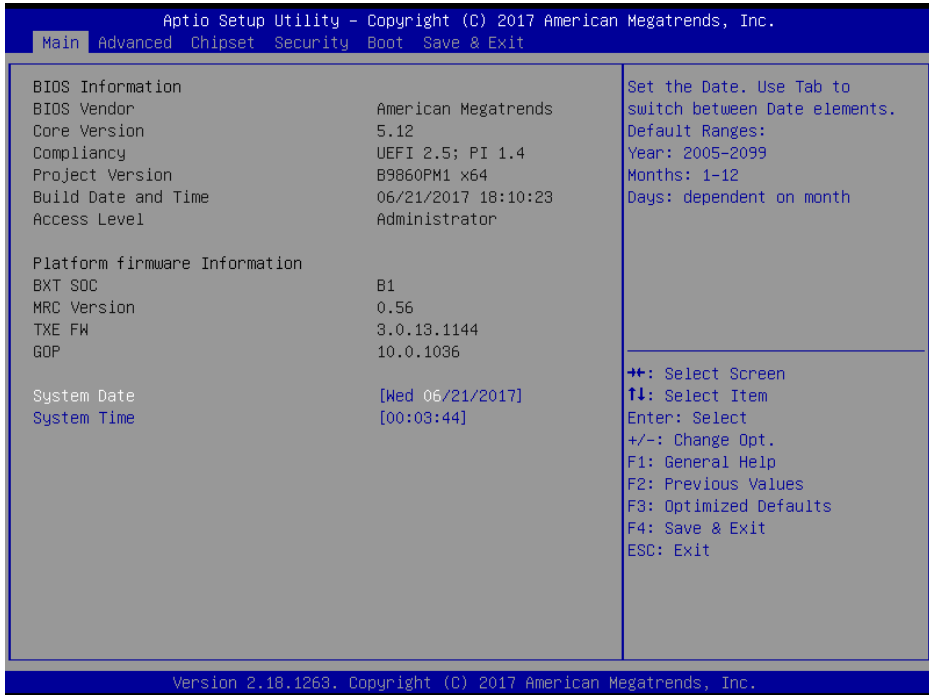 Aptio Setup Utility – Copyright (C) 2017 American Megatrends, Inc.
Main Advanced Chipset Security Boot Save & Exit
BIOS Information
BIOS Vendor American Megatrends
Core Version 5.12
Compliancy UEFI 2.5; PI 1.4
Project Version B9860PM1 x64
Build Date and Time 06/21/2017 18:10:23
Access Level Administrator
Platform firmware Information
BXT SOC B1
MRC Version 0.56
TXE FW 3.0.13.1144
GOP 10.0.1036
System Date [Wed 06/21/2017]
System Time [00:03:44]
Set the Date. Use Tab to
switch between Date elements.
Default Ranges:
Year: 2005-2099
Months: 1-12
Days: dependent on month
→←: Select Screen
↑↓: Select Item
Enter: Select
+/-: Change Opt.
F1: General Help
F2: Previous Values
F3: Optimized Defaults
F4: Save & Exit
ESC: Exit
Version 2.18.1263. Copyright (C) 2017 American Megatrends, Inc.